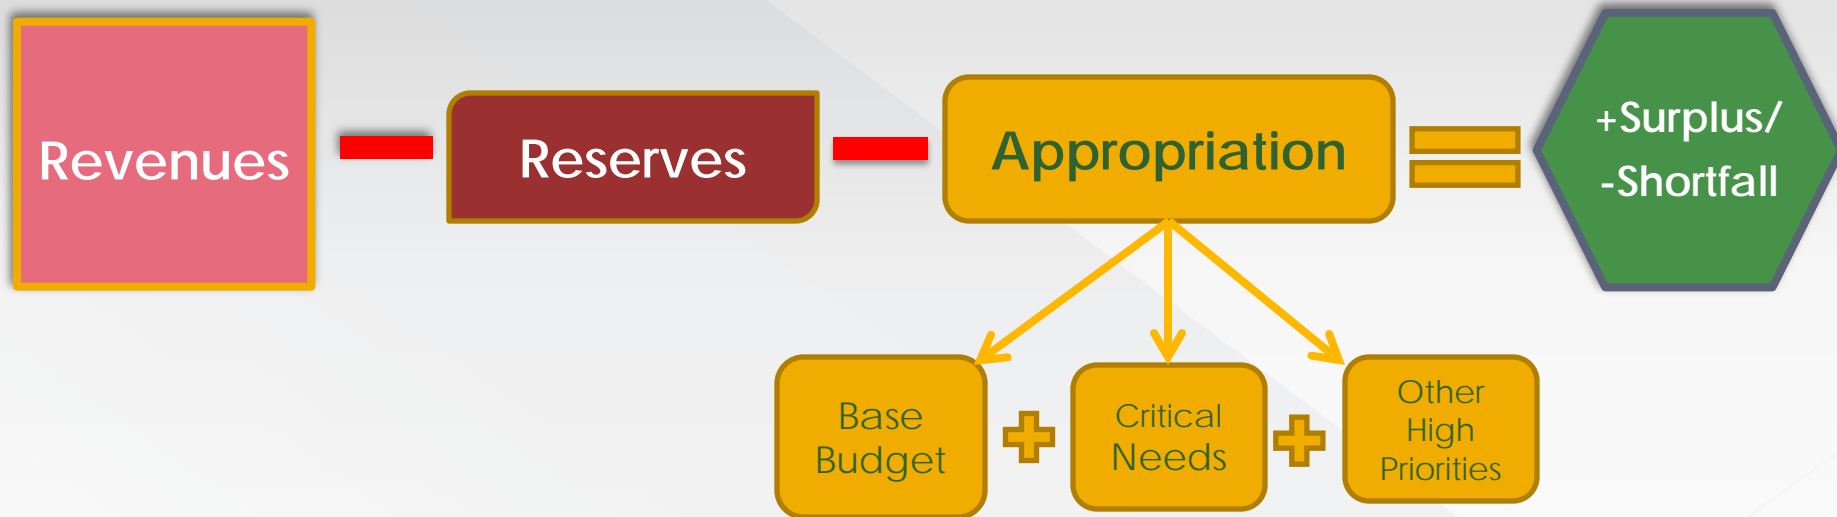 Revenues
Reserves
Appropriation
+Surplus/
-Shortfall
Base
Budget
Critical
Needs
Other
High
Priorities